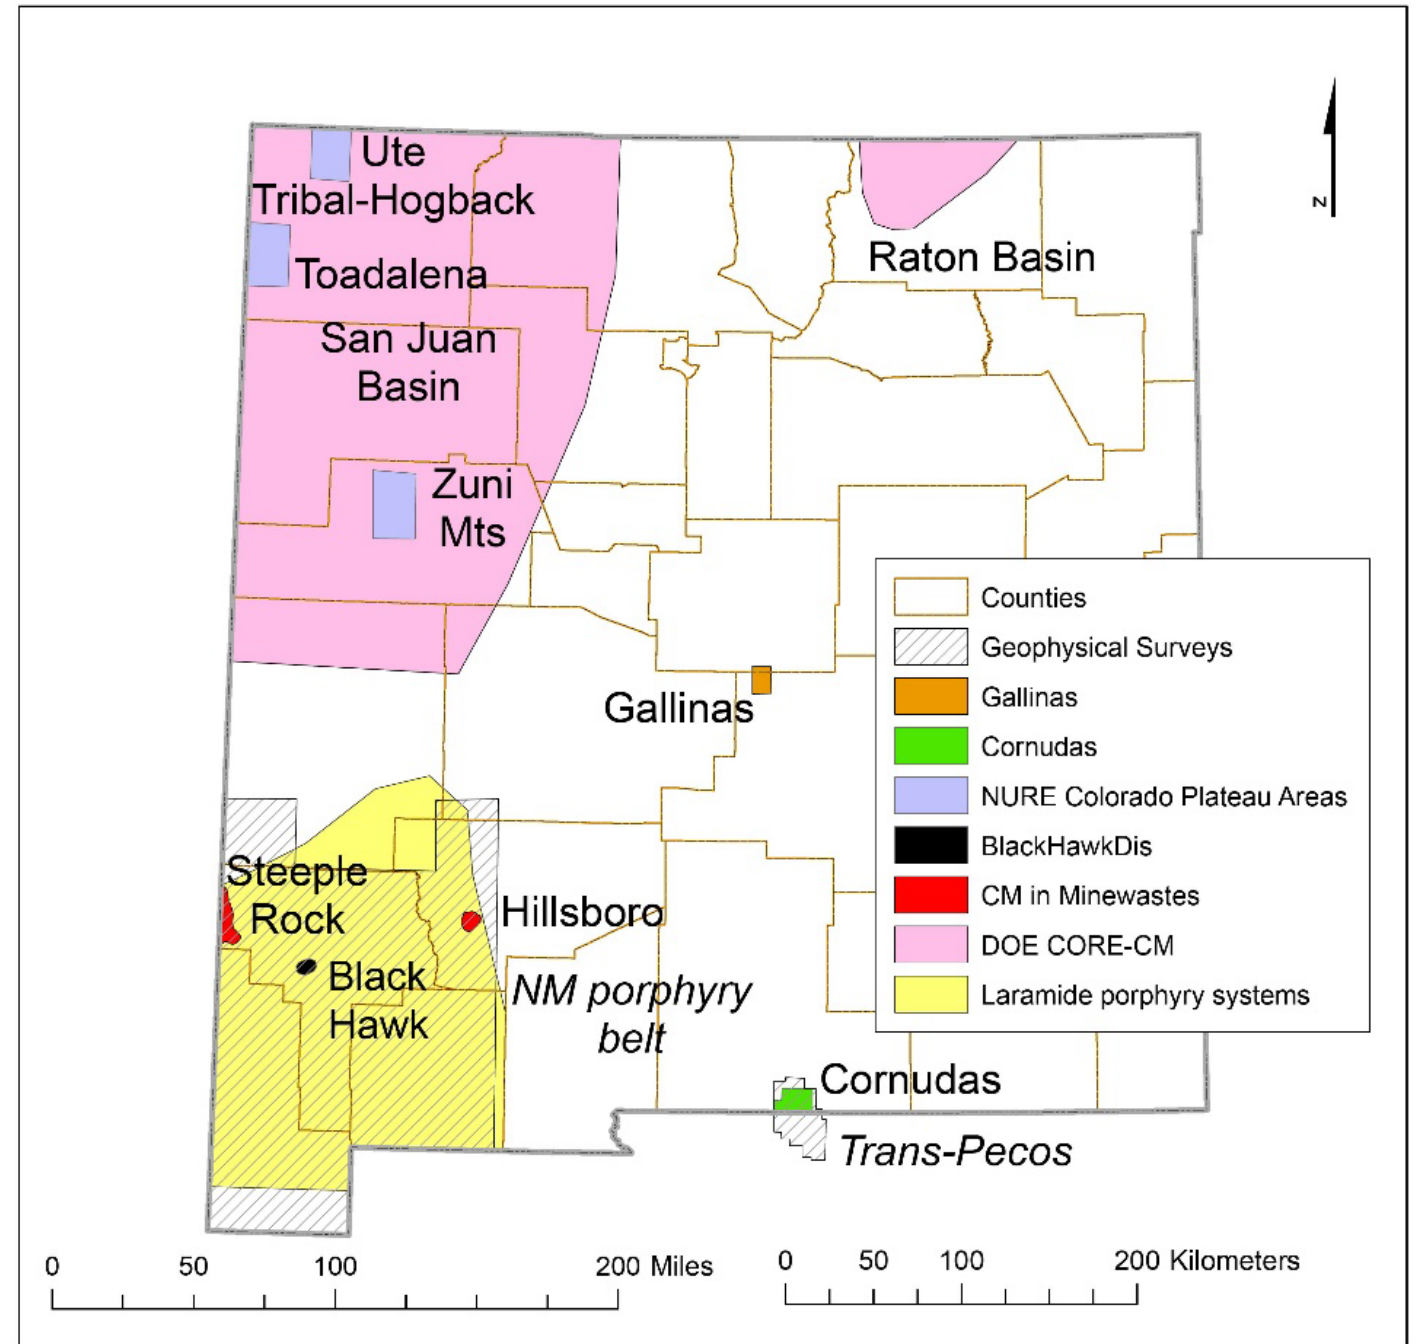 N
Ute
Tribal-Hogback
Toadalena
San Juan
Basin
Raton Basin
Zuni
Mts
Gallinas
Steeple
Rock
Hillsboro
Black
Hawk
NM porphyry
belt
Cornudas
Trans-Pecos
Counties
Geophysical Surveys
Gallinas
Cornudas
NURE Colorado Plateau Areas
BlackHawkDis
CM in Minewastes
DOE CORE-CM
Laramide porphyry systems
0 50 100 200 Miles
0 50 100 200 Kilometers